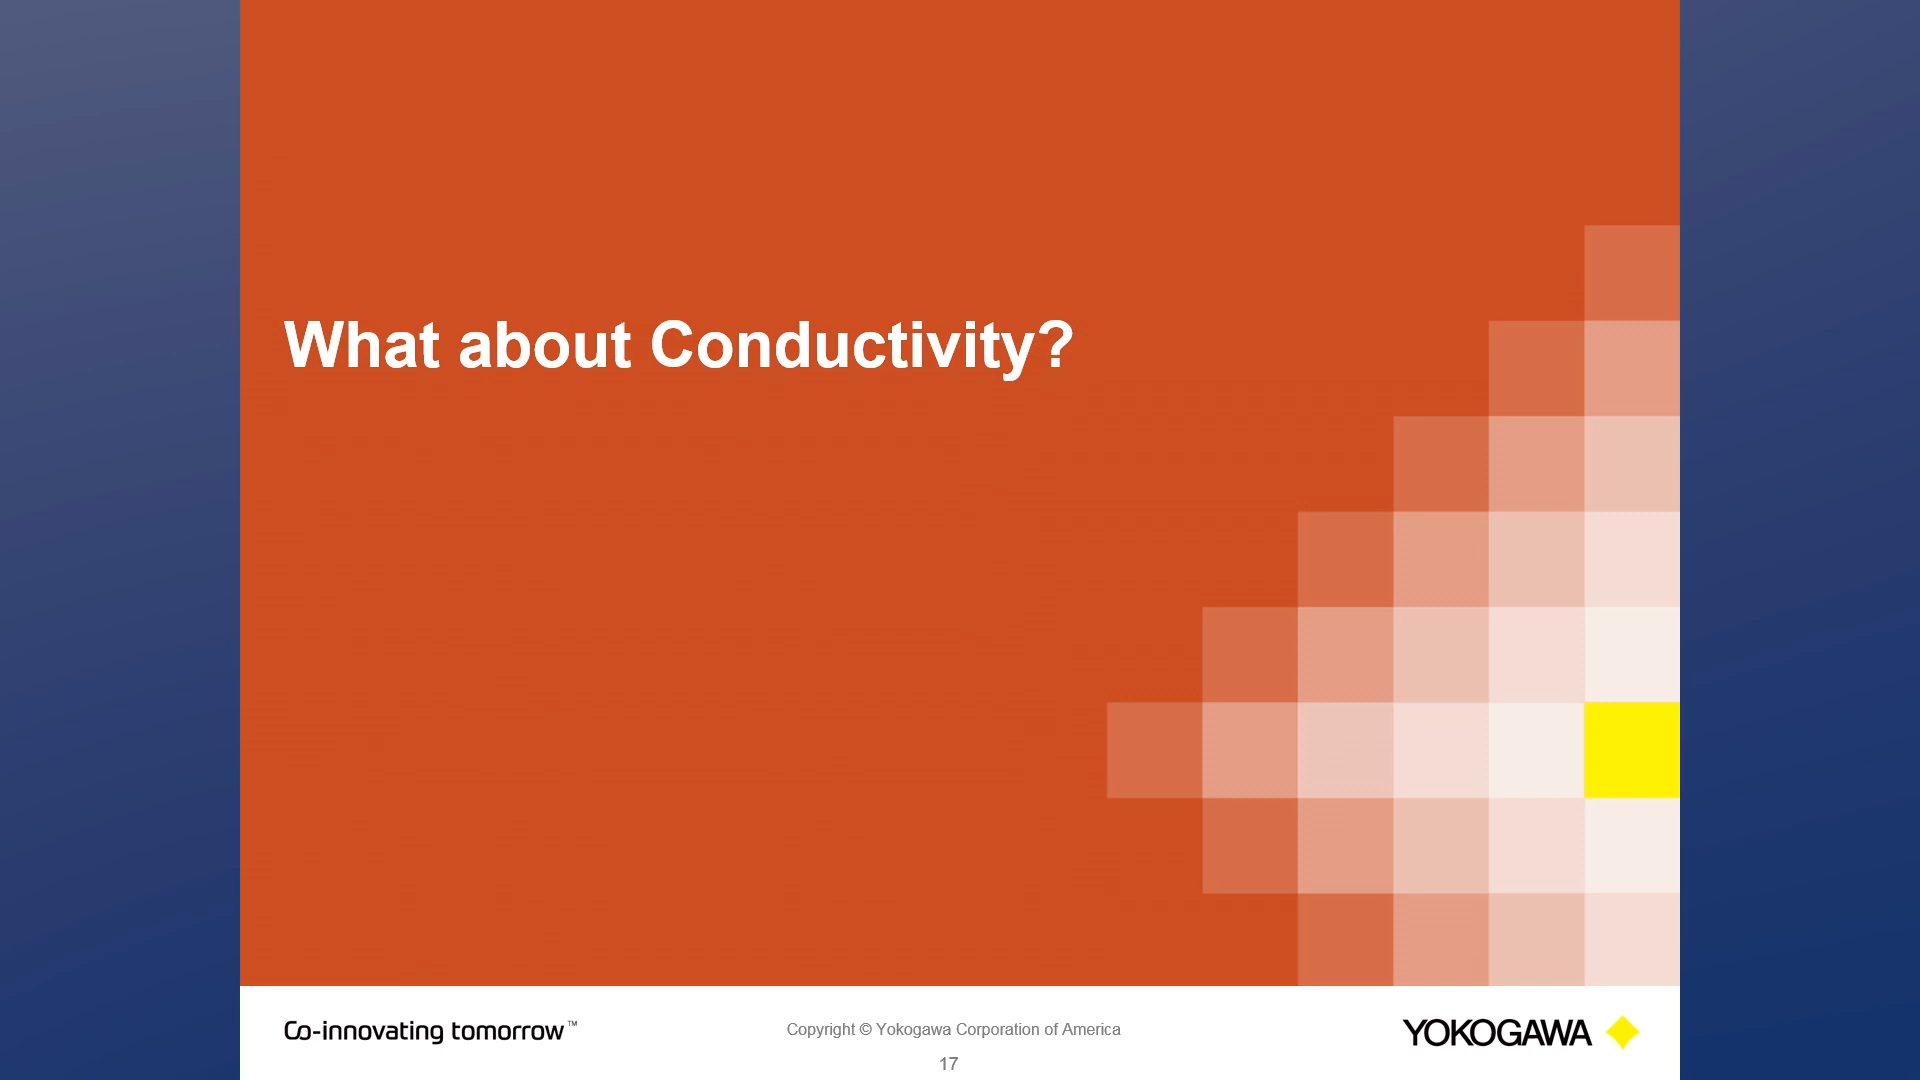 What about Conductivity?
Co-innovating tomorrow™
Copyright © Yokogawa Corporation of America
YOKOGAWA
17